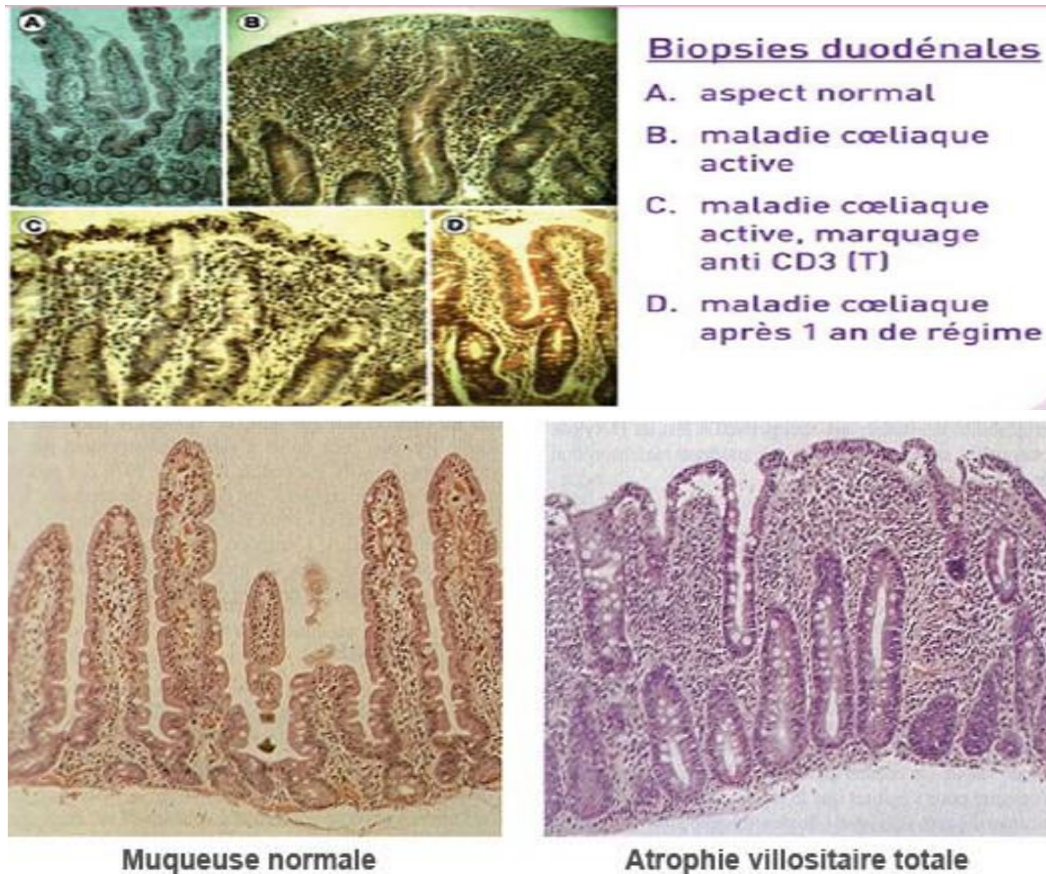 A
B
C
D
Biopsies duodénales
A. aspect normal
B. maladie cœliaque
active
C. maladie cœliaque
active, marquage
anti CD3 (T)
D. maladie cœliaque
après 1 an de régime
Muqueuse normale
Atrophie villositaire totale